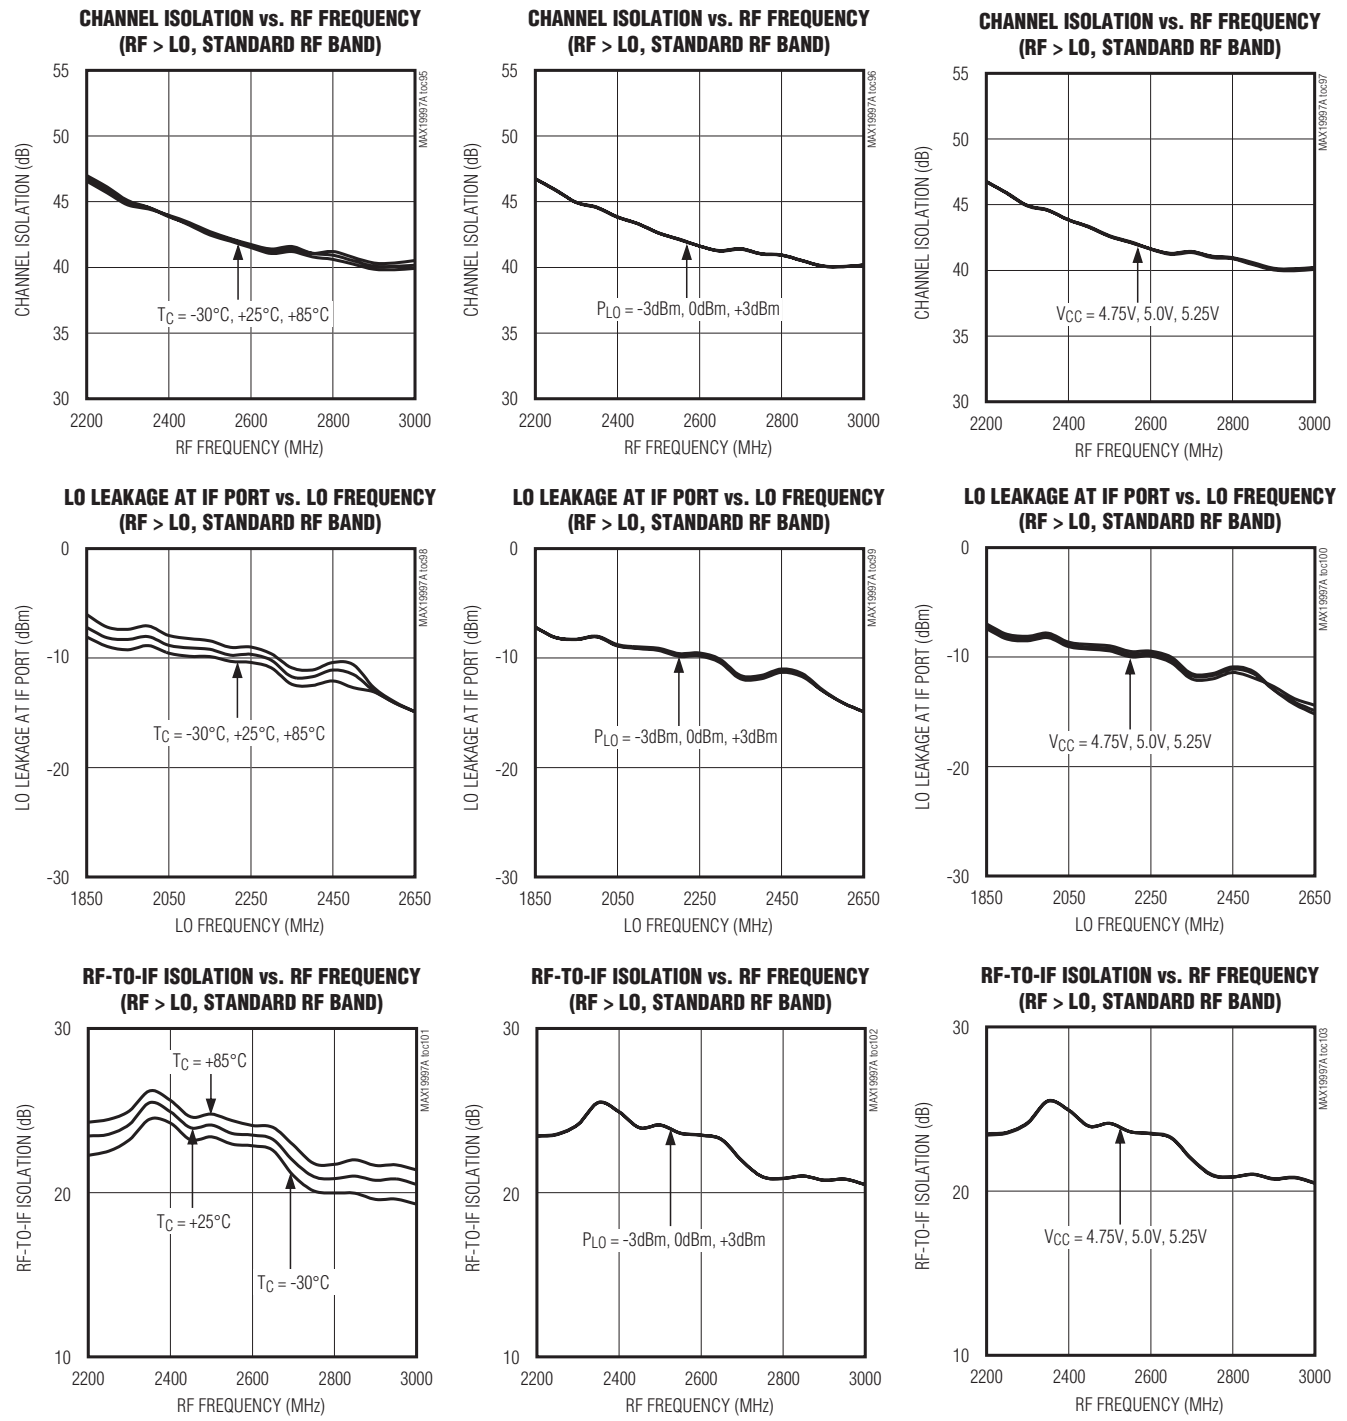 CHANNEL ISOLATION vs. RF FREQUENCY
(RF > LO, STANDARD RF BAND)
MAX19997A toc95
CHANNEL ISOLATION (dB)
55
50
45
40
35
30
TC = -30°C, +25°C, +85°C
2200 2400 2600 2800 3000
RF FREQUENCY (MHz)
CHANNEL ISOLATION vs. RF FREQUENCY
(RF > LO, STANDARD RF BAND)
MAX19997A toc96
CHANNEL ISOLATION (dB)
55
50
45
40
35
30
PLO = -3dBm, 0dBm, +3dBm
2200 2400 2600 2800 3000
RF FREQUENCY (MHz)
CHANNEL ISOLATION vs. RF FREQUENCY
(RF > LO, STANDARD RF BAND)
MAX19997A toc97
CHANNEL ISOLATION (dB)
55
50
45
40
35
30
VCC = 4.75V, 5.0V, 5.25V
2200 2400 2600 2800 3000
RF FREQUENCY (MHz)
LO LEAKAGE AT IF PORT vs. LO FREQUENCY
(RF > LO, STANDARD RF BAND)
MAX19997A toc98
LO LEAKAGE AT IF PORT (dBm)
0
-10
-20
-30
TC = -30°C, +25°C, +85°C
1850 2050 2250 2450 2650
LO FREQUENCY (MHz)
LO LEAKAGE AT IF PORT vs. LO FREQUENCY
(RF > LO, STANDARD RF BAND)
MAX19997A toc99
LO LEAKAGE AT IF PORT (dBm)
0
-10
-20
-30
PLO = -3dBm, 0dBm, +3dBm
1850 2050 2250 2450 2650
LO FREQUENCY (MHz)
LO LEAKAGE AT IF PORT vs. LO FREQUENCY
(RF > LO, STANDARD RF BAND)
MAX19997A toc100
LO LEAKAGE AT IF PORT (dBm)
0
-10
-20
-30
VCC = 4.75V, 5.0V, 5.25V
1850 2050 2250 2450 2650
LO FREQUENCY (MHz)
RF-TO-IF ISOLATION vs. RF FREQUENCY
(RF > LO, STANDARD RF BAND)
MAX19997A toc101
RF-TO-IF ISOLATION (dB)
30
20
10
TC = +85°C
TC = +25°C
TC = -30°C
2200 2400 2600 2800 3000
RF FREQUENCY (MHz)
RF-TO-IF ISOLATION vs. RF FREQUENCY
(RF > LO, STANDARD RF BAND)
MAX19997A toc102
RF-TO-IF ISOLATION (dB)
30
20
10
PLO = -3dBm, 0dBm, +3dBm
2200 2400 2600 2800 3000
RF FREQUENCY (MHz)
RF-TO-IF ISOLATION vs. RF FREQUENCY
(RF > LO, STANDARD RF BAND)
MAX19997A toc103
RF-TO-IF ISOLATION (dB)
30
20
10
VCC = 4.75V, 5.0V, 5.25V
2200 2400 2600 2800 3000
RF FREQUENCY (MHz)